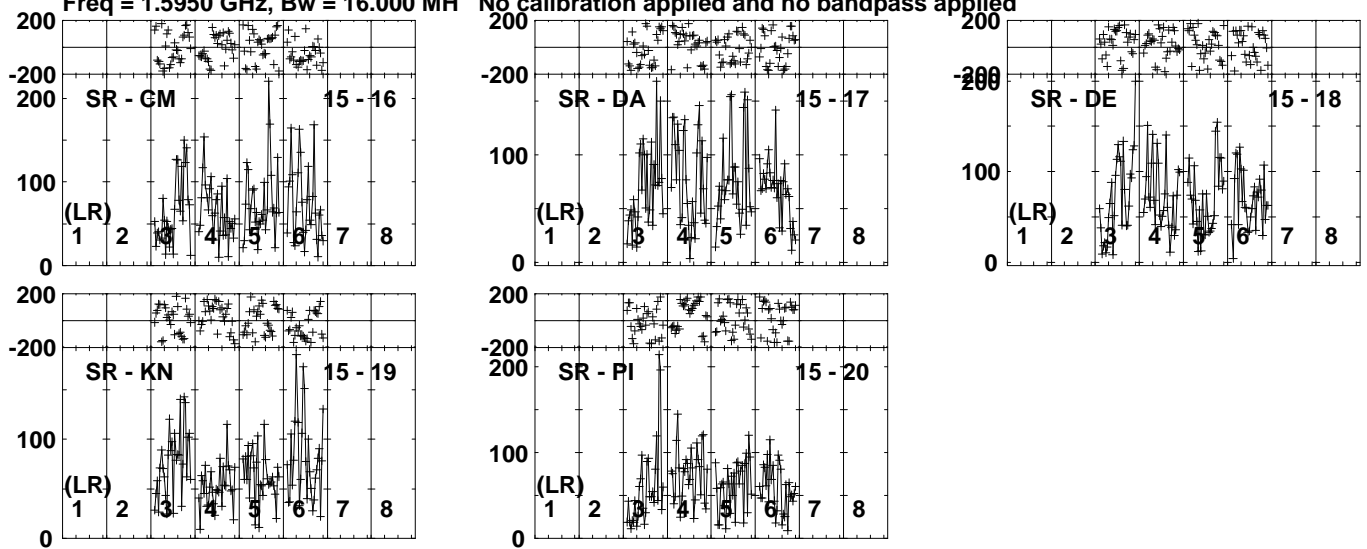 Freq = 1.5950 GHz, Bw = 16.000 MH No calibration applied and no bandpass applied
200 200 200
-200 -200 -200
200 SR - CM 15 - 16 SR - DA 15 - 17 200 SR - DE 15 - 18
100 100 100
(LR) (LR) (LR)
1 2 3 4 5 6 7 8 1 2 3 4 5 6 7 8 1 2 3 4 5 6 7 8
0 0 0
200 200
-200 -200
SR - KN 15 - 19 200 SR - PI 15 - 20
100 100
(LR) (LR)
1 2 3 4 5 6 7 8 1 2 3 4 5 6 7 8
0 0